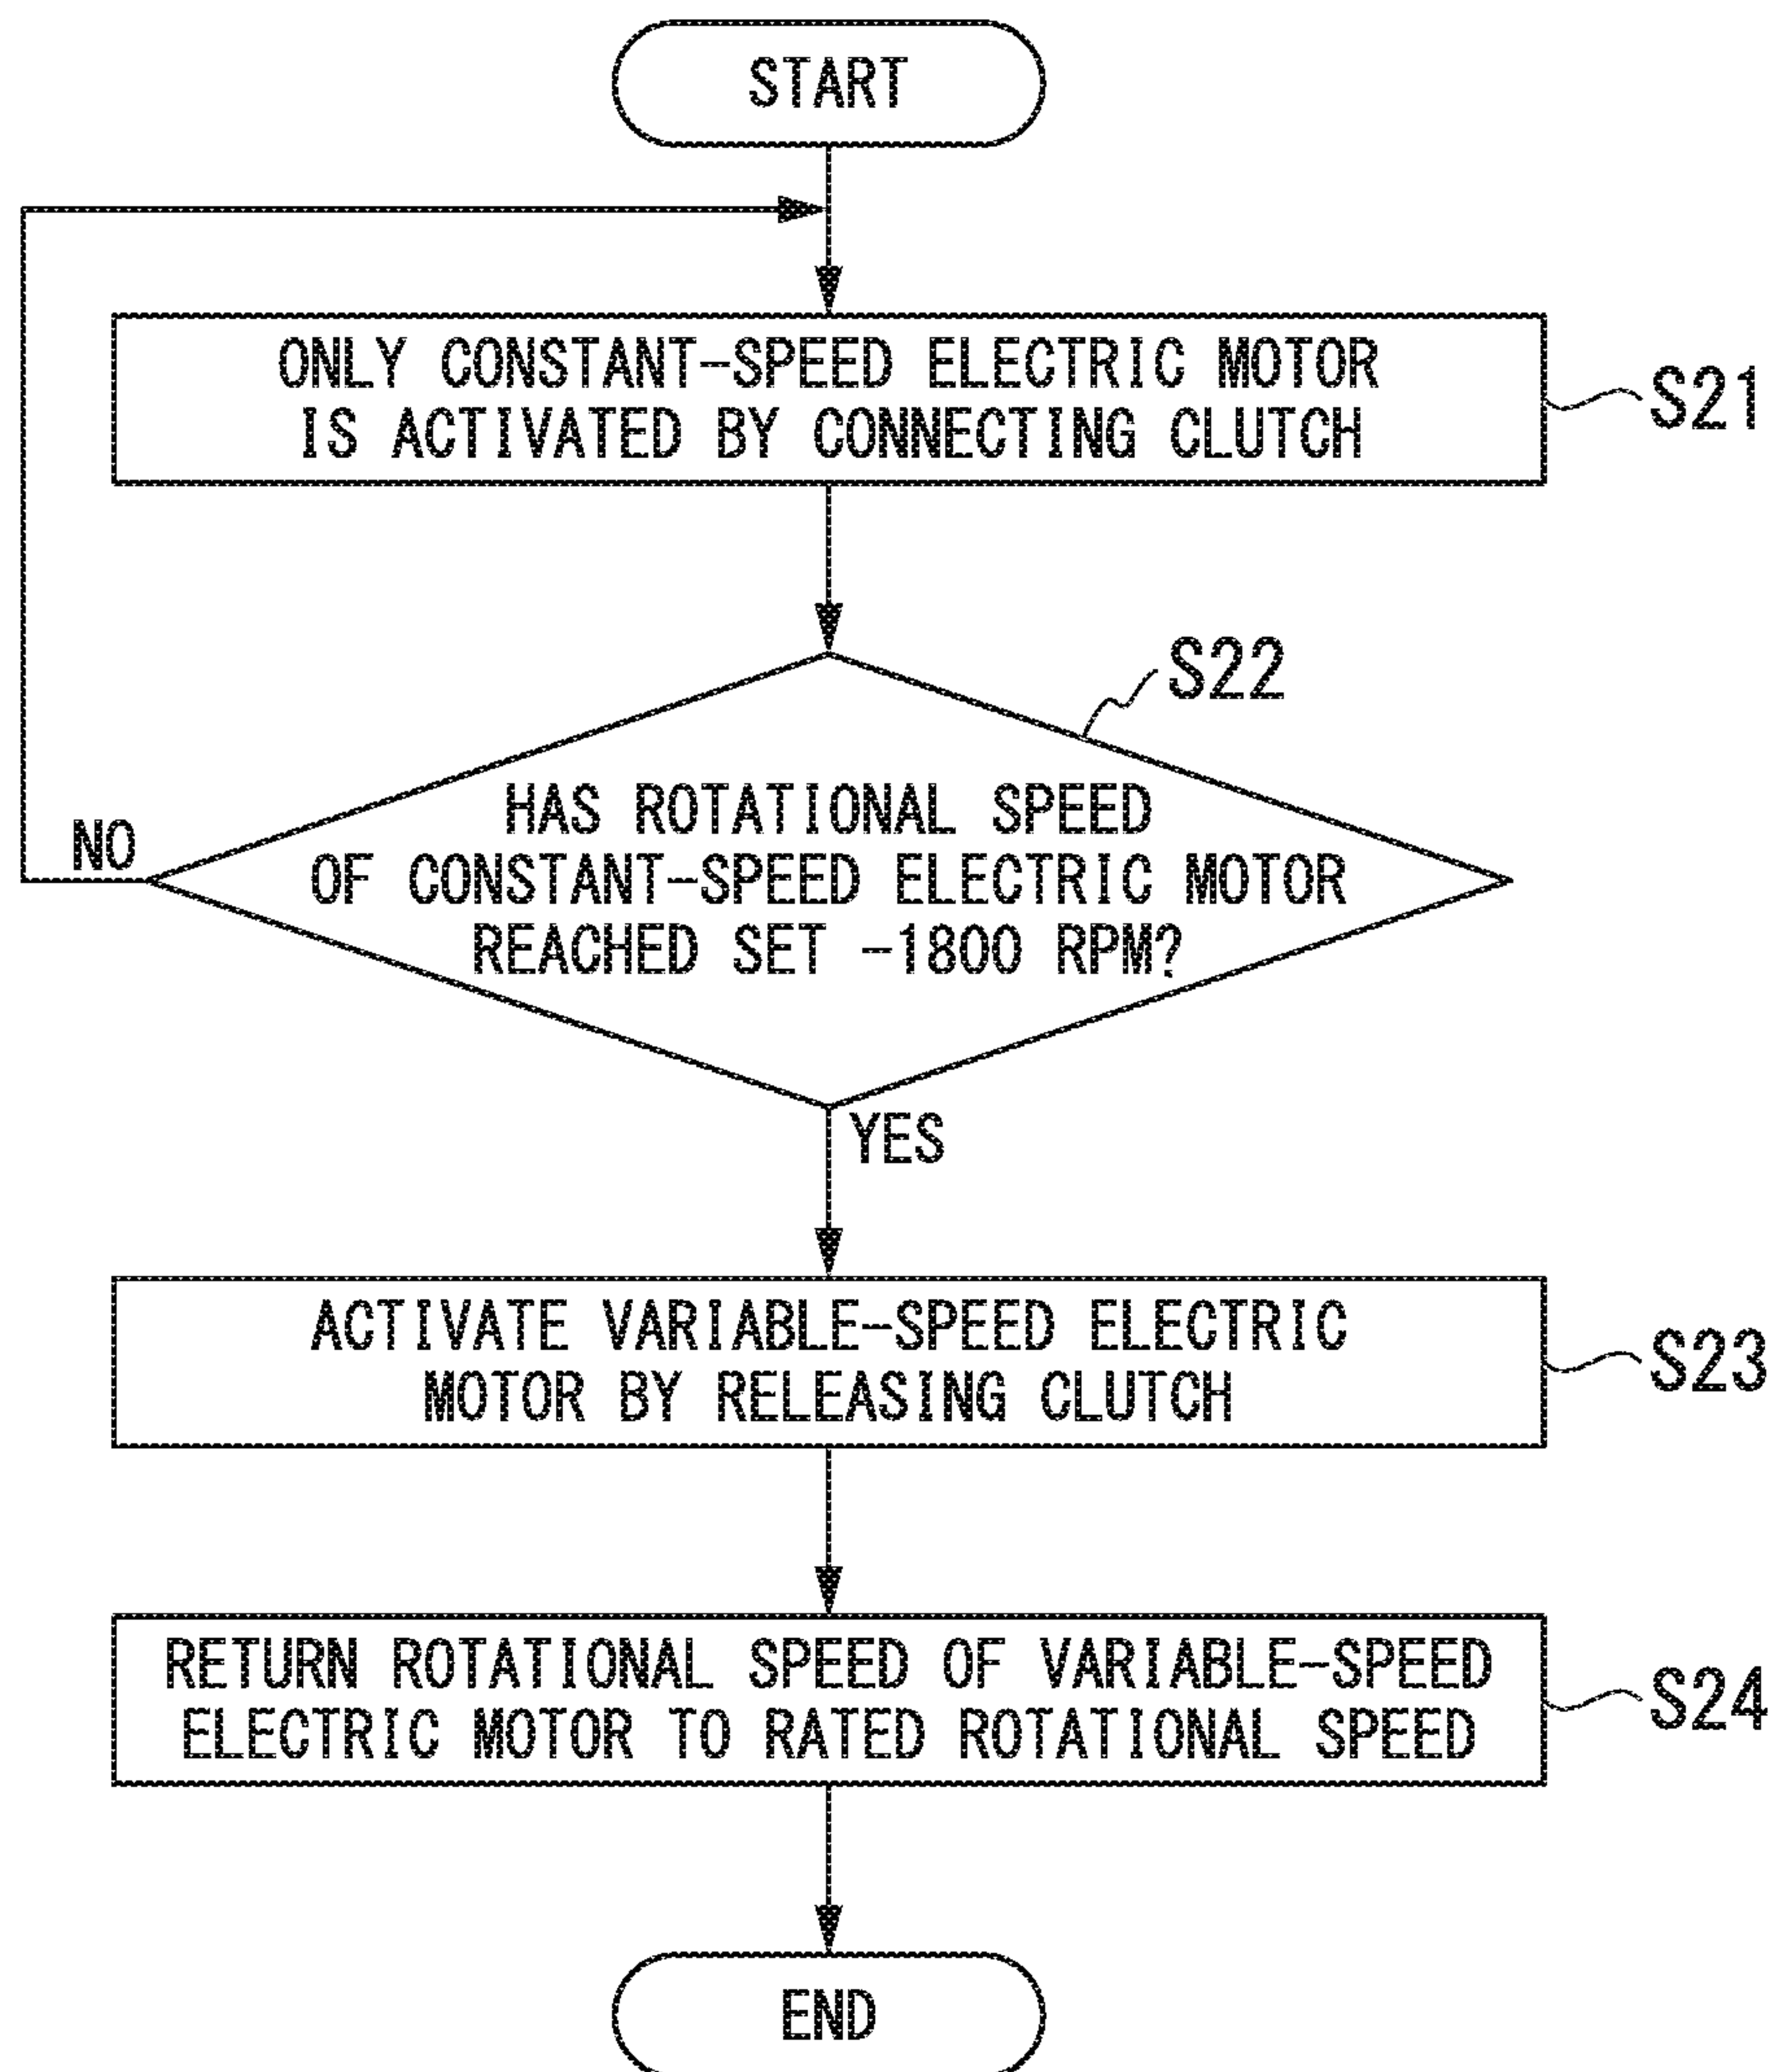 START
ONLY CONSTANT-SPEED ELECTRIC MOTOR
IS ACTIVATED BY CONNECTING CLUTCH
S21
S22
HAS ROTATIONAL SPEED
OF CONSTANT-SPEED ELECTRIC MOTOR
REACHED SET -1800 RPM?
NO
YES
ACTIVATE VARIABLE-SPEED ELECTRIC
MOTOR BY RELEASING CLUTCH
S23
RETURN ROTATIONAL SPEED OF VARIABLE-SPEED
ELECTRIC MOTOR TO RATED ROTATIONAL SPEED
S24
END